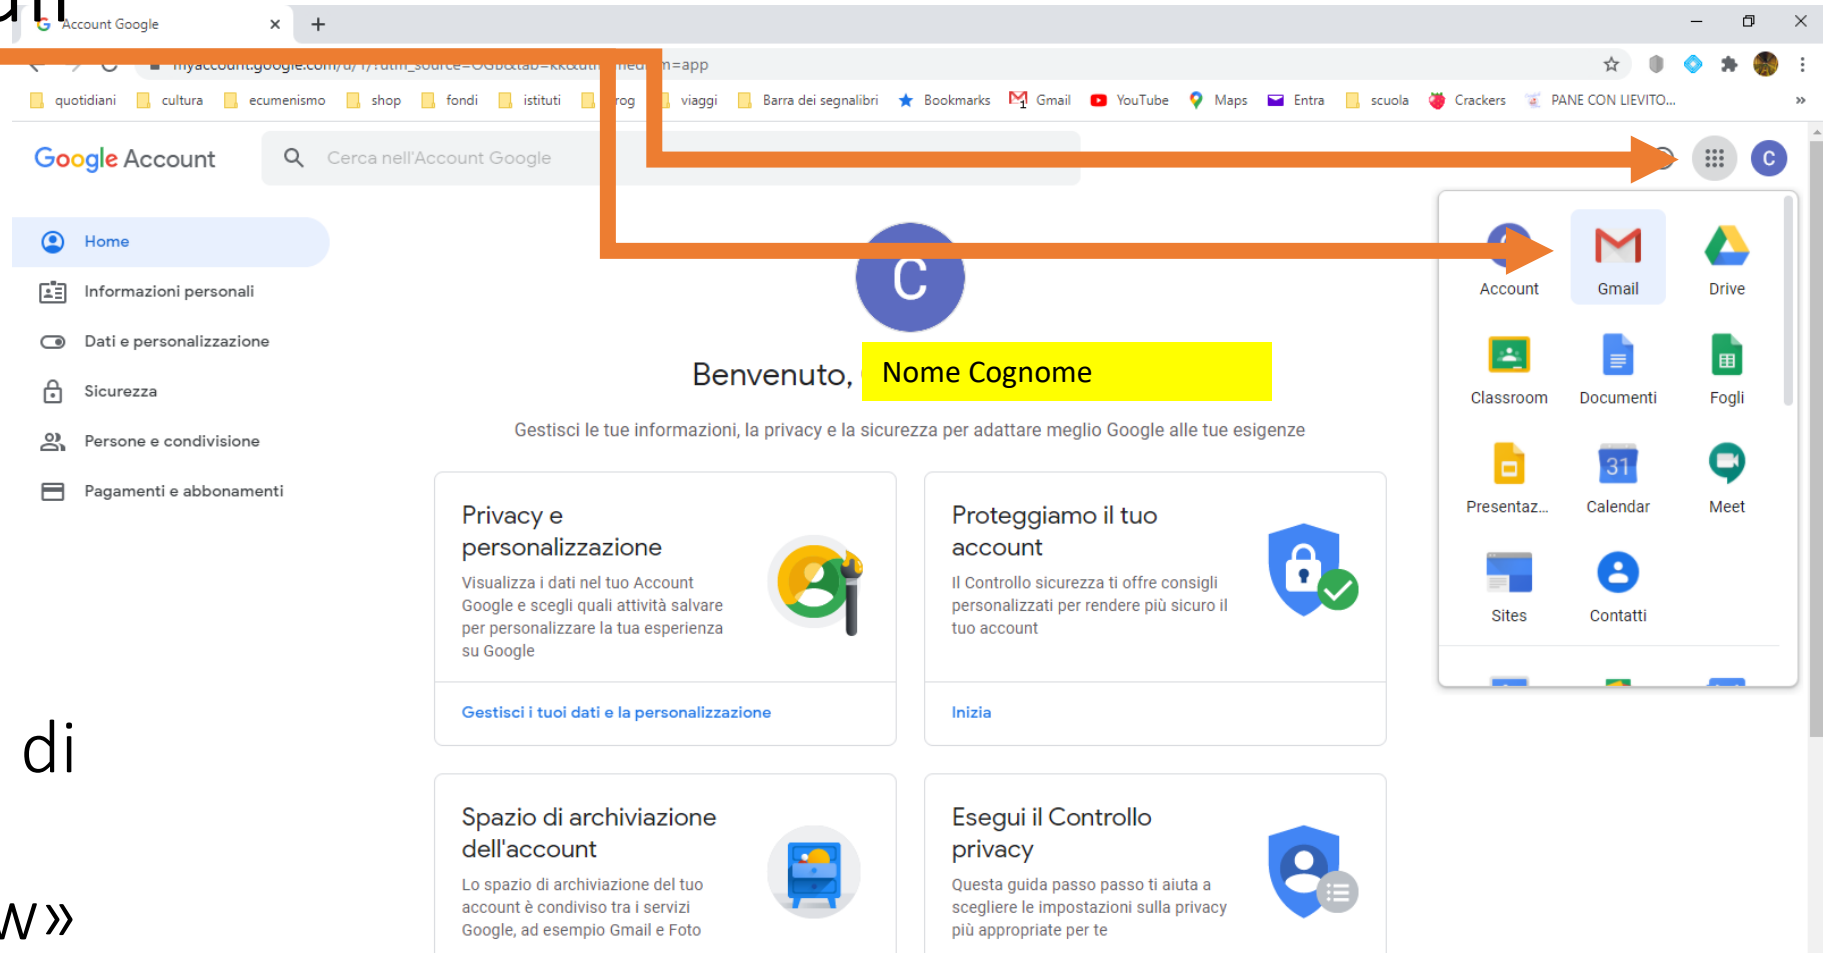 Account Google
myaccount.google.com/u/1/?utm_source=OGB&tab=kk&utm_medium=app
quotidiani cultura ecumenismo shop fondi istituti viaggi Barra dei segnalibri Bookmarks Gmail YouTube Maps Entra scuola Crackers PANE CON LIEVITO...
Google Account
Cerca nell'Account Google
C
Home
Informazioni personali
Dati e personalizzazione
Sicurezza
Persone e condivisione
Pagamenti e abbonamenti
C
Benvenuto, Nome Cognome
Gestisci le tue informazioni, la privacy e la sicurezza per adattare meglio Google alle tue esigenze
Privacy e
personalizzazione
Visualizza i dati nel tuo Account
Google e scegli quali attività salvare
per personalizzare la tua esperienza
su Google
Gestisci i tuoi dati e la personalizzazione
Proteggiamo il tuo
account
Il Controllo sicurezza ti offre consigli
personalizzati per rendere più sicuro il
tuo account
Inizia
Spazio di archiviazione
dell'account
Lo spazio di archiviazione del tuo
account è condiviso tra i servizi
Google, ad esempio Gmail e Foto
Esegui il Controllo
privacy
Questa guida passo passo ti aiuta a
scegliere le impostazioni sulla privacy
più appropriate per te
Account Gmail Drive
Classroom Documenti Fogli
31
Presentaz... Calendar Meet
Sites Contatti
di
w»